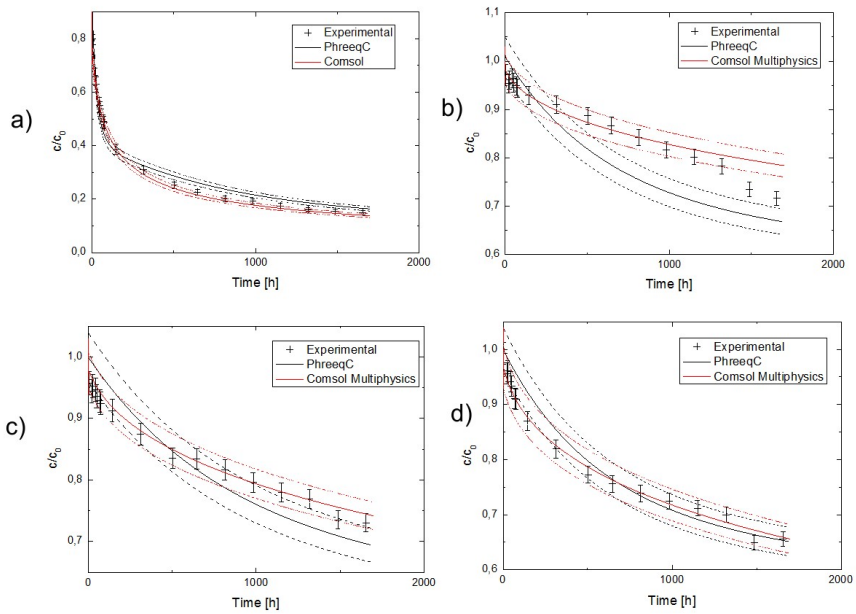 a)
0,8
0,6
0,4
0,2
0,0
c/c0
0
1000
2000
Time [h]
Experimental
PhreeqC
Comsol
b)
1,1
1,0
0,9
0,8
0,7
0,6
c/c0
0
1000
2000
Time [h]
Experimental
PhreeqC
Comsol Multiphysics
c)
1,0
0,9
0,8
0,7
c/c0
0
1000
2000
Time [h]
Experimental
PhreeqC
Comsol Multiphysics
d)
1,0
0,9
0,8
0,7
0,6
c/c0
0
1000
2000
Time [h]
Experimental
PhreeqC
Comsol Multiphysics